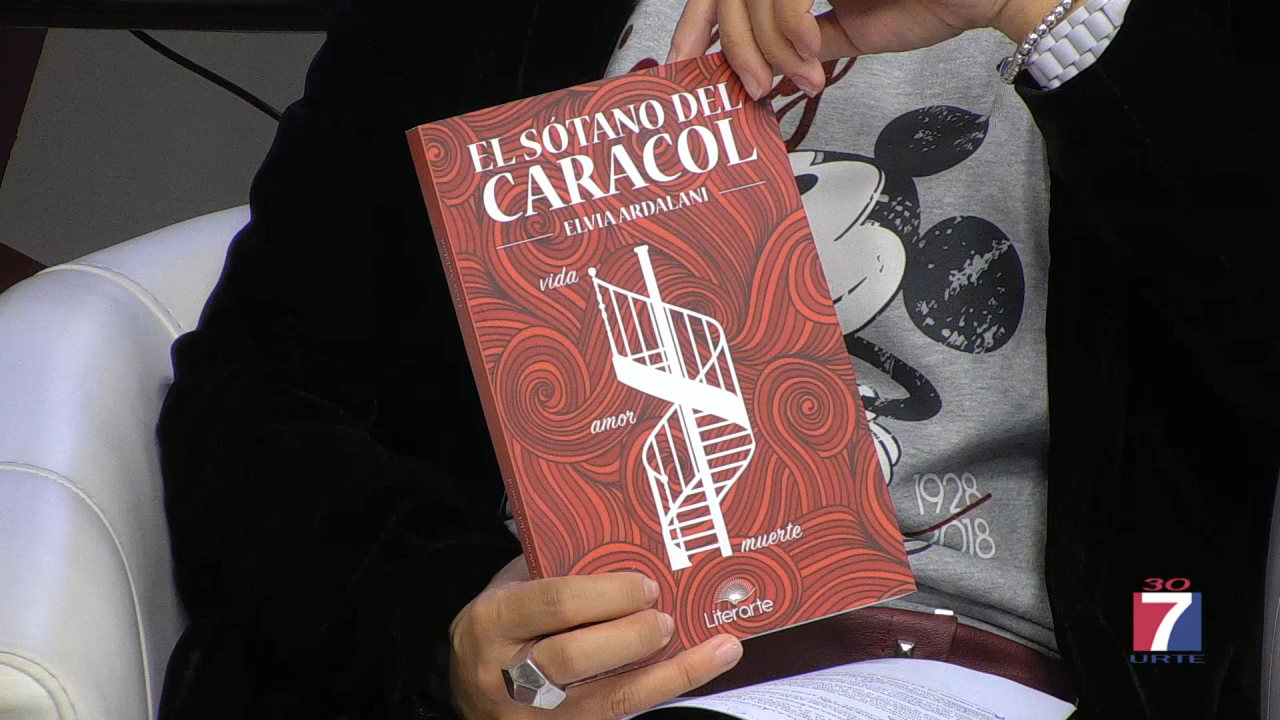 EL SÓTANO DEL
CARACOL
ELVIA ARDALANI
vida
amor
muerte
Literarte
1928
2018
30
7
URTE